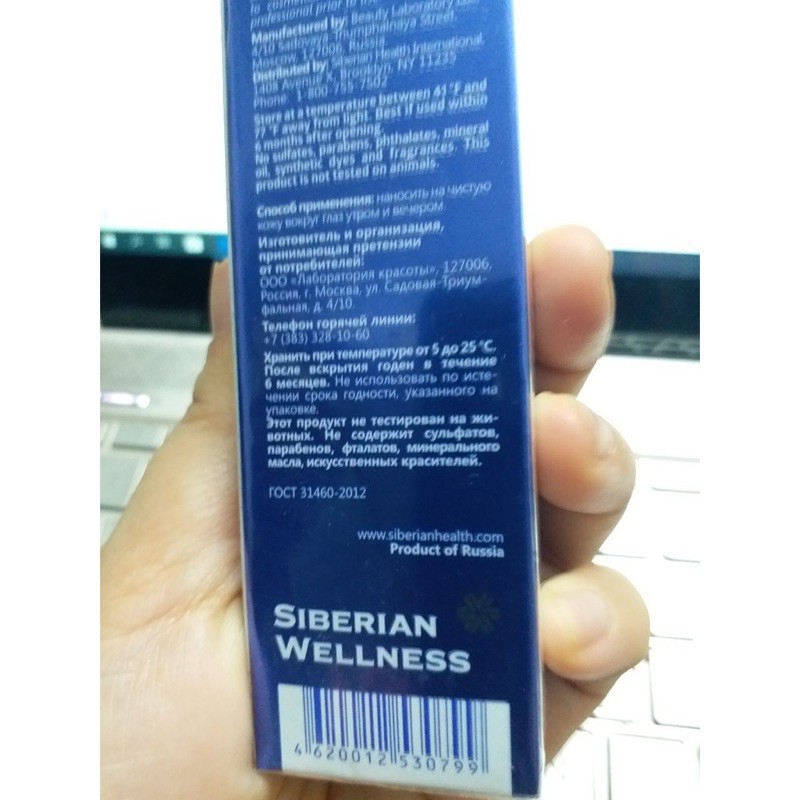 to cosmetic
professional prior to
Manufactured by: Beauty Laboratory
4/10 Sadovaya Triumphalnaya Street,
Moscow, 127006, Russia.
Distributed by: Siberian Health International,
1408 Avenue X, Brooklyn, NY 11235
Phone: 1-800-755-7502
Store at a temperature between 41 °F and
77 °F away from light. Best if used within
6 months after opening.
No sulfates, parabens, phthalates, mineral
oil, synthetic dyes and fragrances. This
product is not tested on animals.
Способ применения: наносить на чистую
кожу вокруг глаз утром и вечером.
Изготовитель и организация,
принимающая претензии
от потребителей:
ООО «Лаборатория красоты», 127006,
Россия, г. Москва, ул. Садовая-Триум-
фальная, д. 4/10.
Телефон горячей линии:
+7 (383) 328-10-60
Хранить при температуре от 5 до 25 °С.
После вскрытия годен в течение
6 месяцев. Не использовать по исте-
чении срока годности, указанного на
упаковке.
Этот продукт не тестирован на жи-
вотных. Не содержит сульфатов,
парабенов, фталатов, минерального
масла, искусственных красителей.
ГОСТ 31460-2012
www.siberianhealth.com
Product of Russia
SIBERIAN
WELLNESS
4 620012 530799